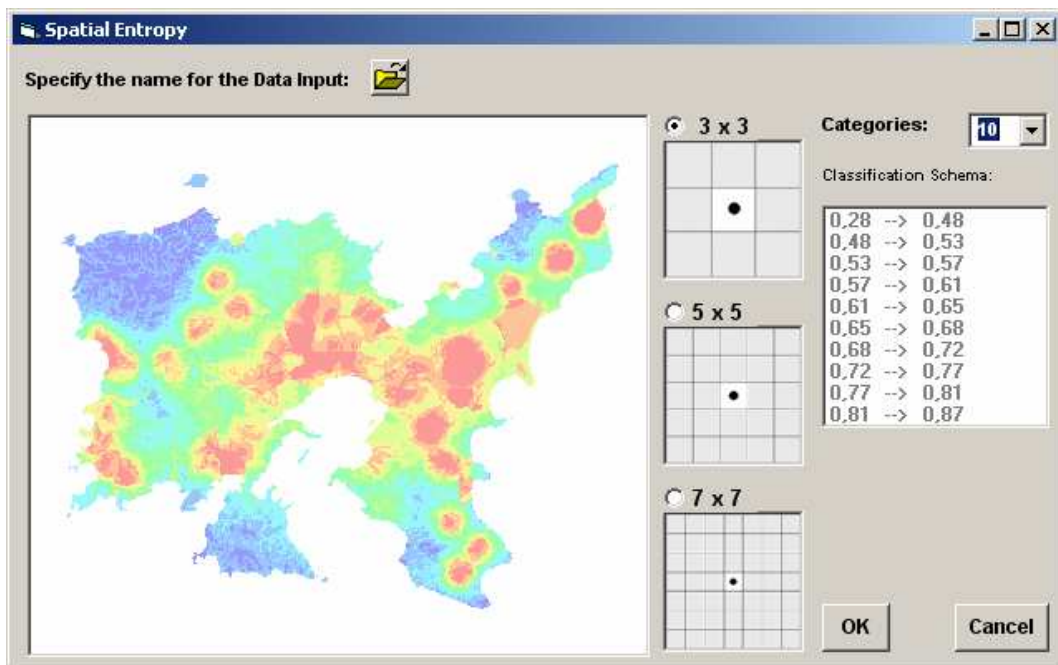 Spatial Entropy
Specify the name for the Data Input:
3 x 3
Categories:
10
Classification Schema:
0,28 --> 0,48
0,48 --> 0,53
0,53 --> 0,57
0,57 --> 0,61
0,61 --> 0,65
0,65 --> 0,68
0,68 --> 0,72
0,72 --> 0,77
0,77 --> 0,81
0,81 --> 0,87
5 x 5
7 x 7
OK
Cancel